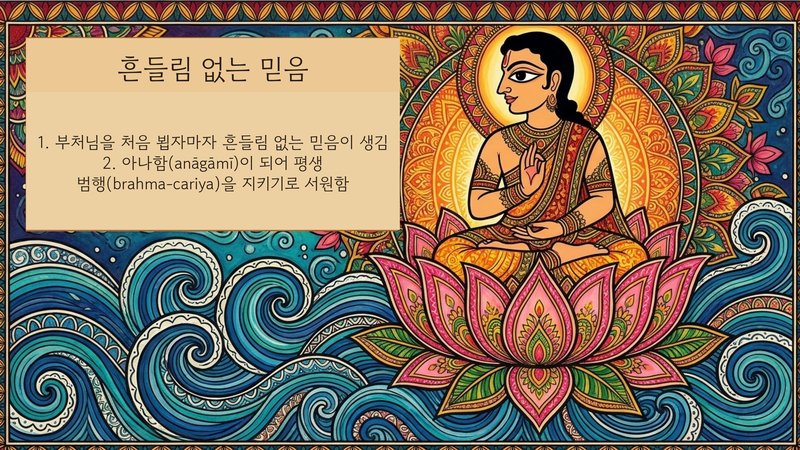 흔들림 없는 믿음
1. 부처님을 처음 뵙자마자 흔들림 없는 믿음이 생김
2. 아나함(anāgāmī)이 되어 평생
범행(brahma-cariya)을 지키기로 서원함